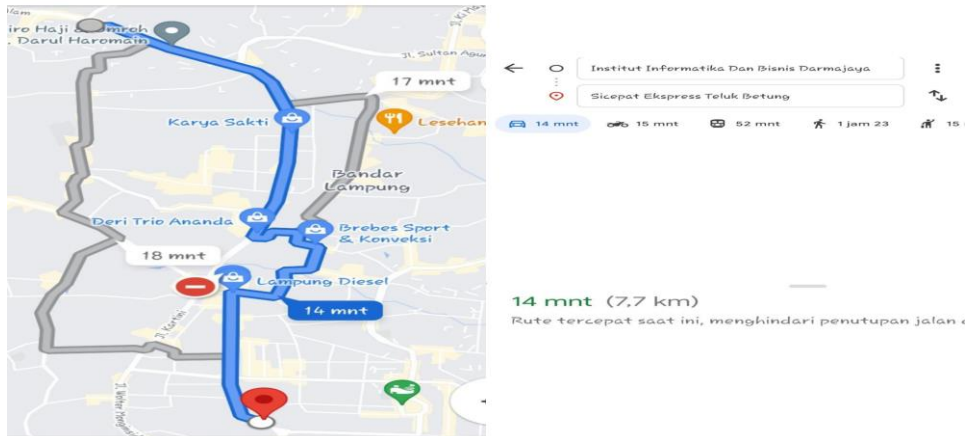 iro Haji & Umroh
. Darul Haromain
Jl. Sultan Agu
17 mnt
Karya Sakti
Lesehan
Bandar
Lampung
Deri Trio Ananda
Brebes Sport
& Konveksi
18 mnt
Lampung Diesel
14 mnt
Jl. Kartini
Institut Informatika Dan Bisnis Darmajaya
Sicepat Ekspress Teluk Betung
14 mnt 15 mnt 52 mnt 1 jam 23 15
14 mnt (7,7 km)
Rute tercepat saat ini, menghindari penutupan jalan